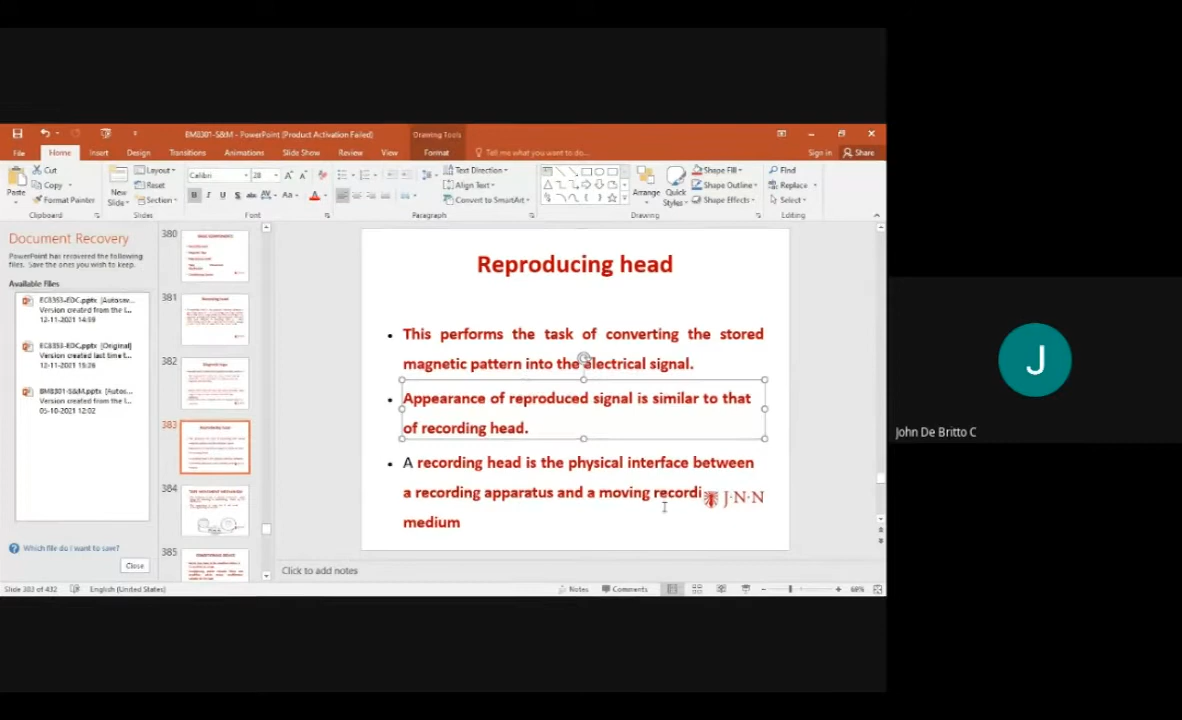 BM8301-S&M - PowerPoint (Product Activation Failed)
Drawing Tools
File Home Insert Design Transitions Animations Slide Show Review View Format Tell me what you want to do... Sign in Share
Paste
Cut
Copy
Format Painter
Clipboard
New
Slide
Layout
Reset
Section
Slides
Calibri 28
Font
Text Direction
Align Text
Convert to SmartArt
Paragraph
Arrange
Quick
Styles
Shape Fill
Shape Outline
Shape Effects
Drawing
Find
Replace
Select
Editing
Document Recovery
PowerPoint has recovered the following
files. Save the ones you wish to keep.
Available Files
EC8353-EDC.pptx [Autosav...
Version created from the l...
12-11-2021 14:59
EC8353-EDC.pptx [Original]
Version created last time t...
12-11-2021 15:26
BM8301-S&M.pptx [Autos...
Version created from the l...
05-10-2021 12:02
Which file do I want to save?
Close
380
381
382
383
384
385
Reproducing head
• This performs the task of converting the stored
magnetic pattern into the electrical signal.
• Appearance of reproduced signal is similar to that
of recording head.
• A recording head is the physical interface between
a recording apparatus and a moving recordi
medium
J·N·N
Click to add notes
Slide 383 of 432 English (United States) Notes Comments 68%
J
John De Britto C